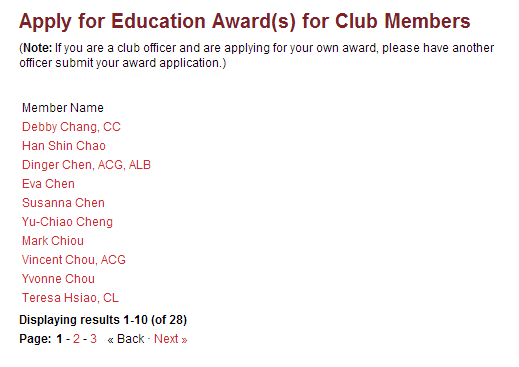 Apply for Education Award(s) for Club Members
(Note: If you are a club officer and are applying for your own award, please have another
officer submit your award application.)
Member Name
Debby Chang, CC
Han Shin Chao
Dinger Chen, ACG, ALB
Eva Chen
Susanna Chen
Yu-Chiao Cheng
Mark Chiou
Vincent Chou, ACG
Yvonne Chou
Teresa Hsiao, CL
Displaying results 1-10 (of 28)
Page: 1 - 2 - 3 « Back · Next »